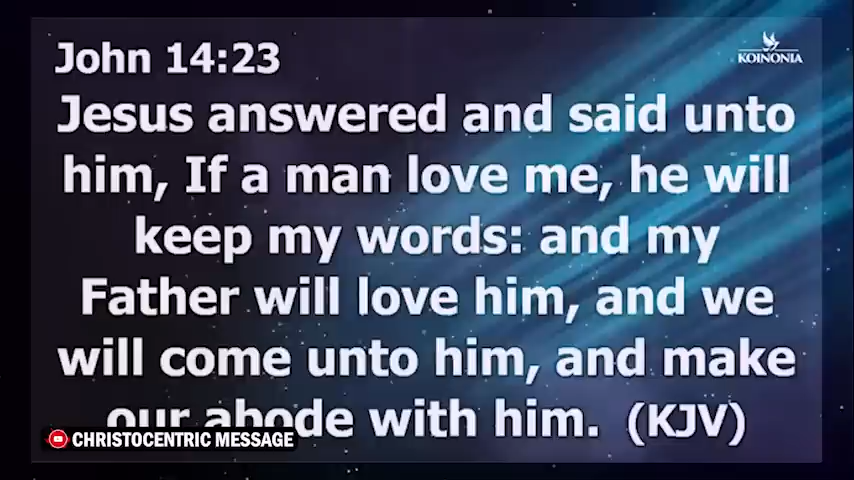 John 14:23
KOINONIA
Jesus answered and said unto
him, If a man love me, he will
keep my words: and my
Father will love him, and we
will come unto him, and make
our abode with him. (KJV)
CHRISTOCENTRIC MESSAGE